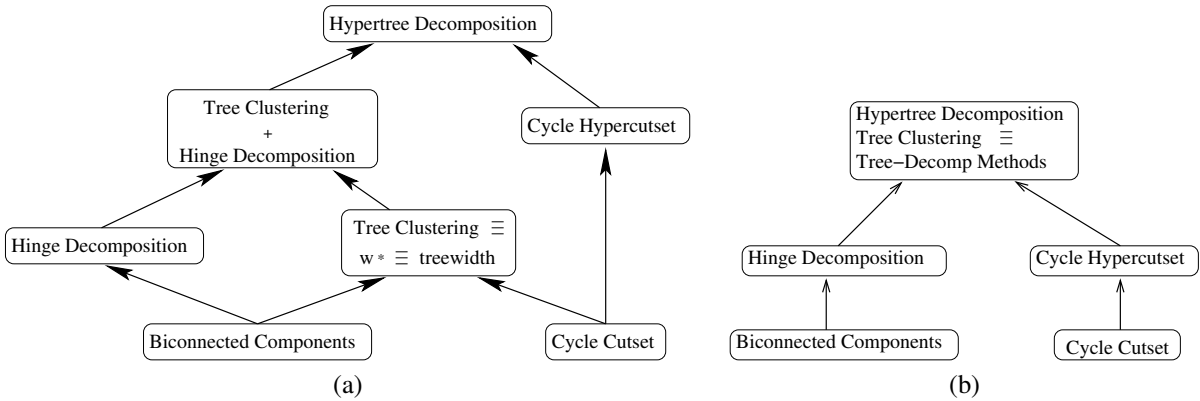 Hypertree Decomposition
Tree Clustering
+
Hinge Decomposition
Cycle Hypercutset
Tree Clustering ≡
w* ≡ treewidth
Hinge Decomposition
Biconnected Components
Cycle Cutset
(a)
Hypertree Decomposition
Tree Clustering ≡
Tree−Decomp Methods
Hinge Decomposition
Cycle Hypercutset
Biconnected Components
Cycle Cutset
(b)